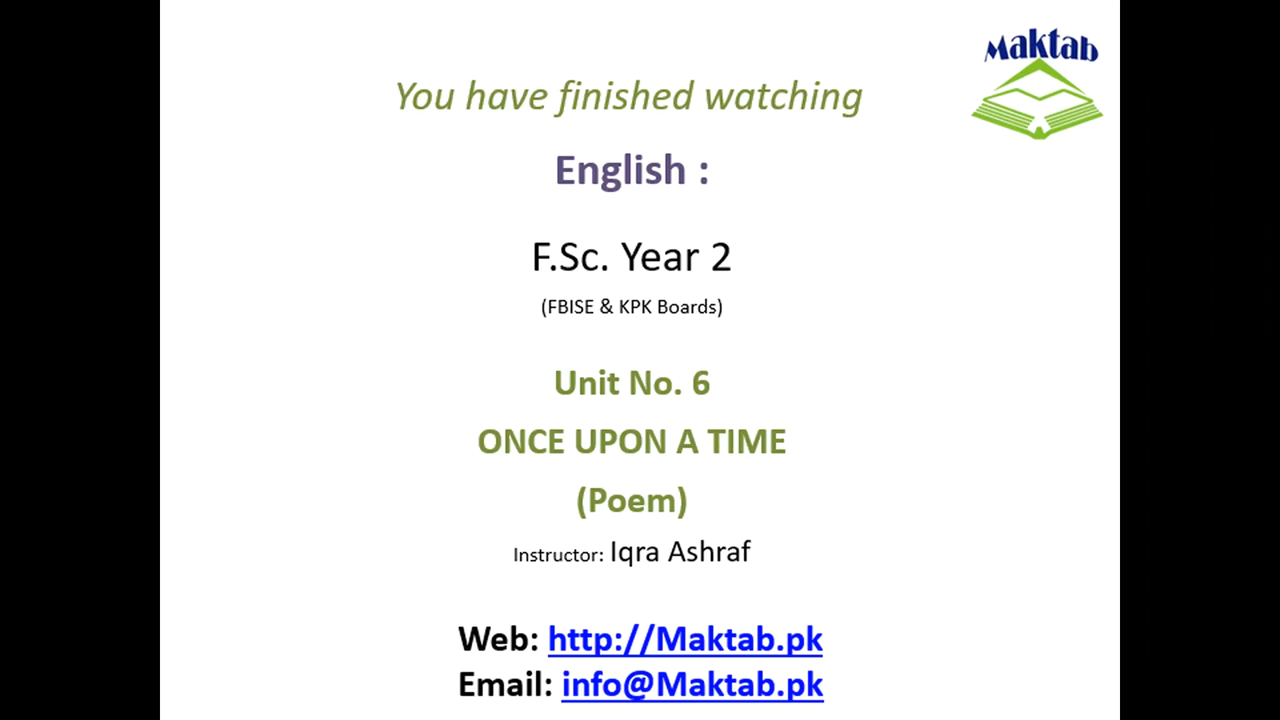 Maktab
You have finished watching
English :
F.Sc. Year 2
(FBISE & KPK Boards)
Unit No. 6
ONCE UPON A TIME
(Poem)
Instructor: Iqra Ashraf
Web: http://Maktab.pk
Email: info@Maktab.pk